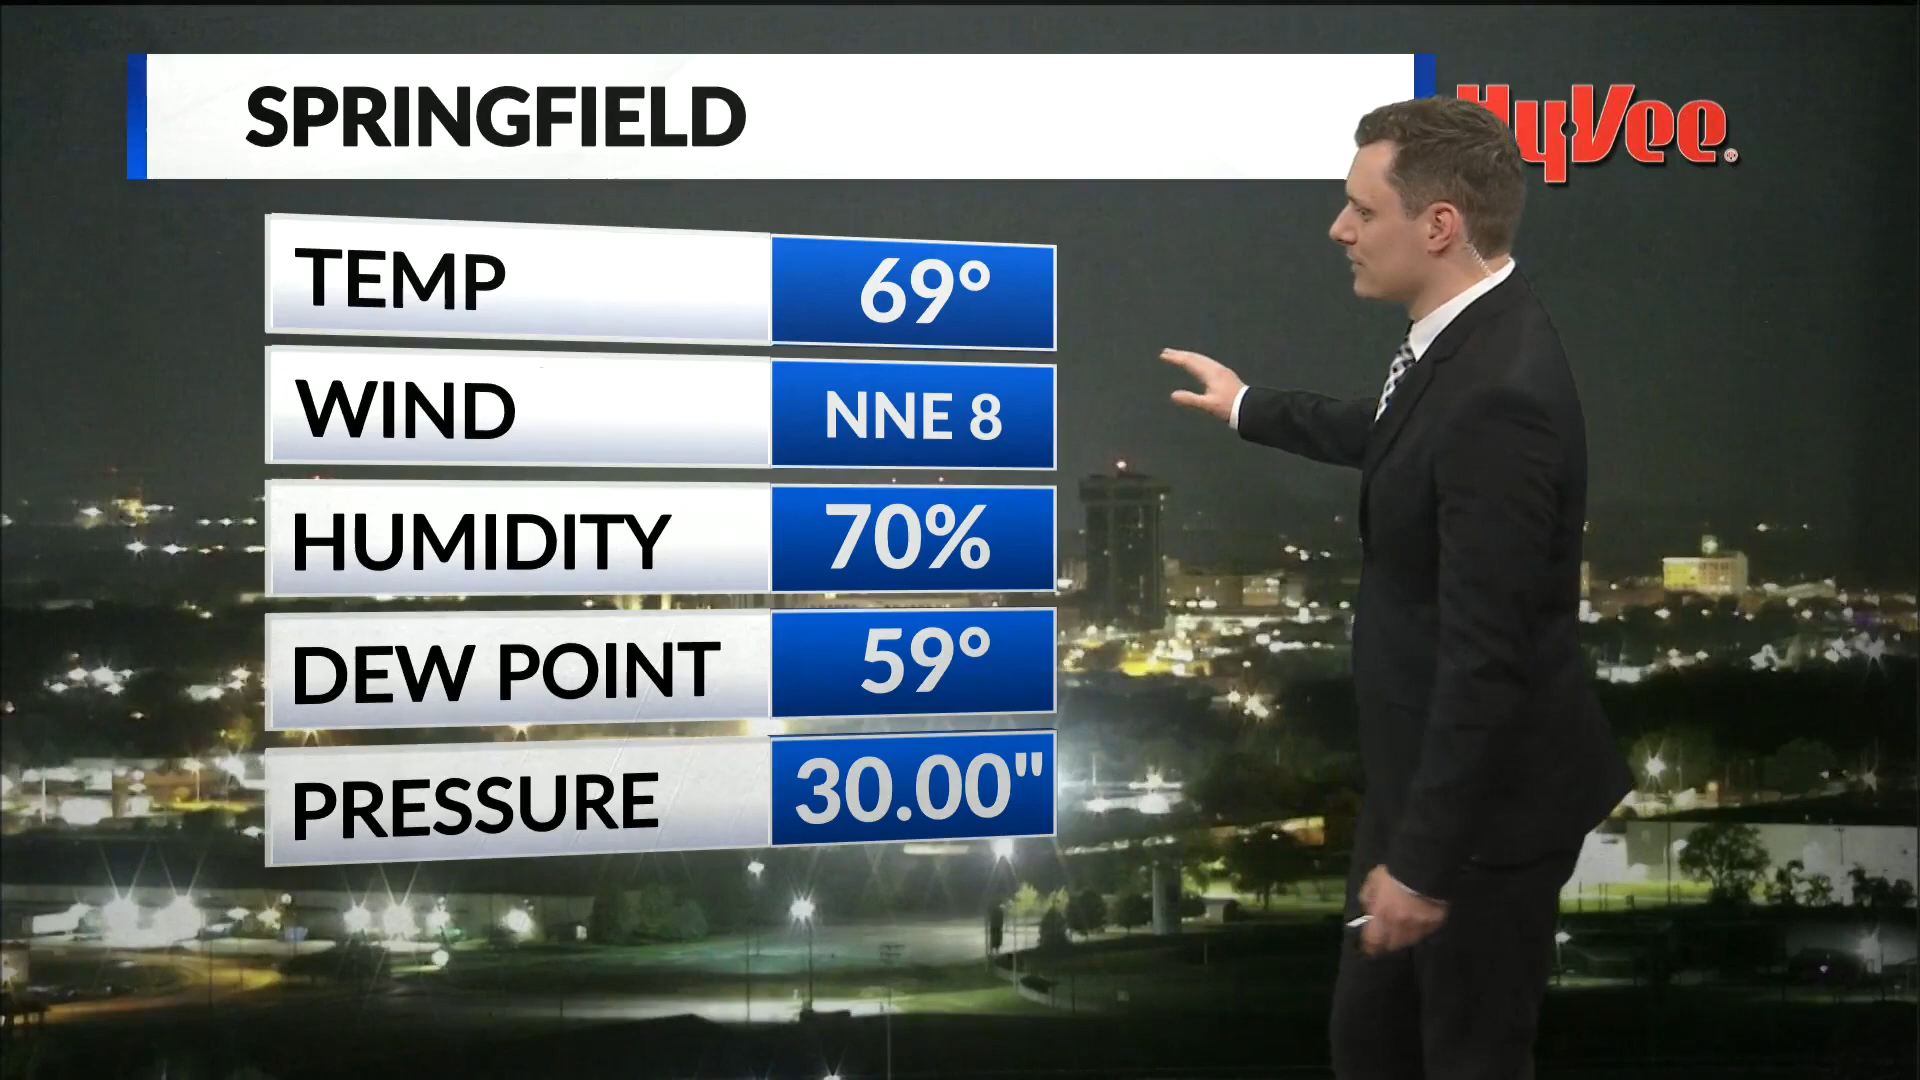 SPRINGFIELD
HyVee
TEMP 69°
WIND NNE 8
HUMIDITY 70%
DEW POINT 59°
PRESSURE 30.00"